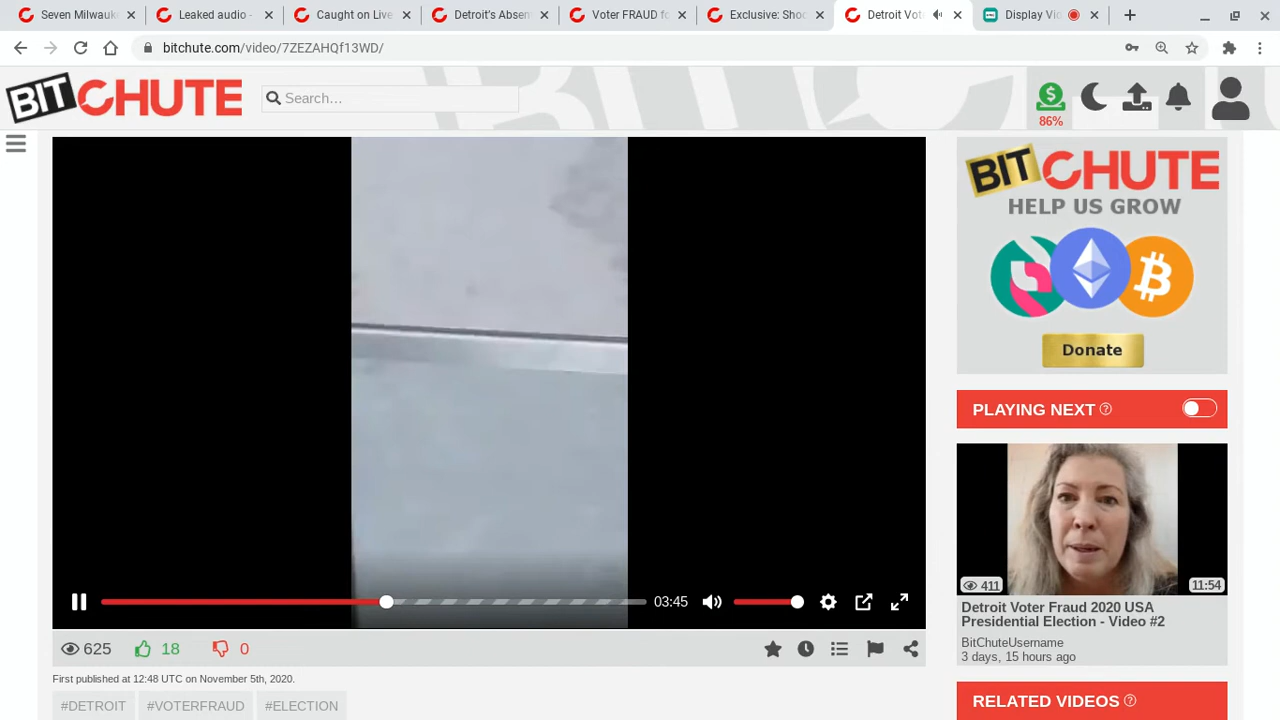 Seven Milwauke
Leaked audio -
Caught on Live
Detroit's Absen
Voter FRAUD fo
Exclusive: Shoc
Detroit Vot
Display Vid
bitchute.com/video/7ZEZAHQf13WD/
BITCHUTE
Search...
86%
BITCHUTE
HELP US GROW
Donate
PLAYING NEXT
411
11:54
Detroit Voter Fraud 2020 USA
Presidential Election - Video #2
BitChuteUsername
3 days, 15 hours ago
RELATED VIDEOS
03:45
625
18
0
First published at 12:48 UTC on November 5th, 2020.
#DETROIT
#VOTERFRAUD
#ELECTION